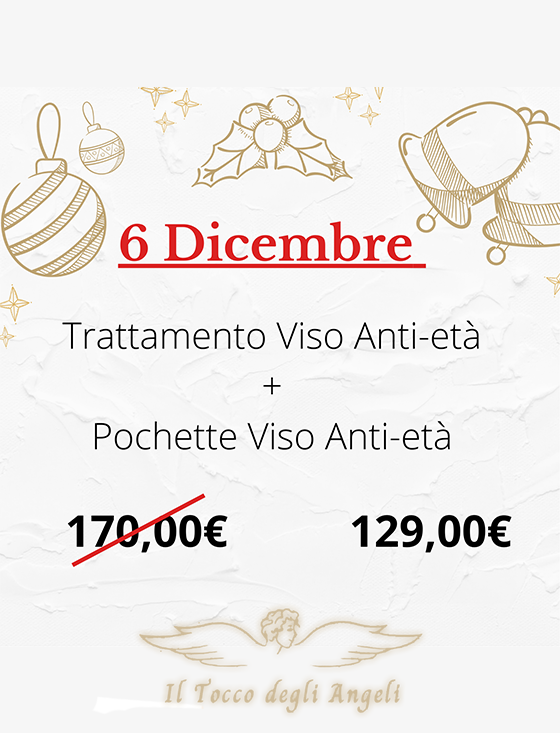 6 Dicembre
Trattamento Viso Anti-età
+
Pochette Viso Anti-età
170,00€ 129,00€
Il Tocco degli Angeli